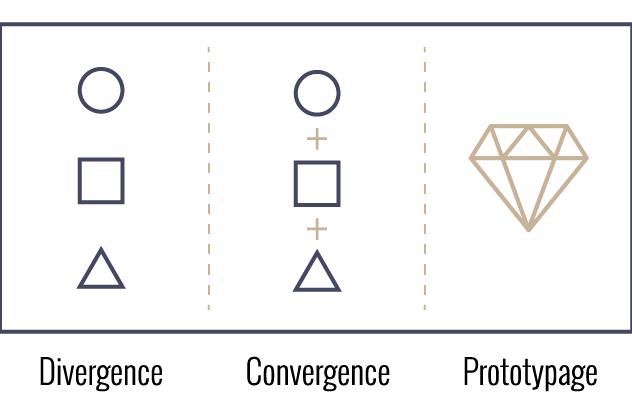 +
+
Divergence
Convergence
Prototypage